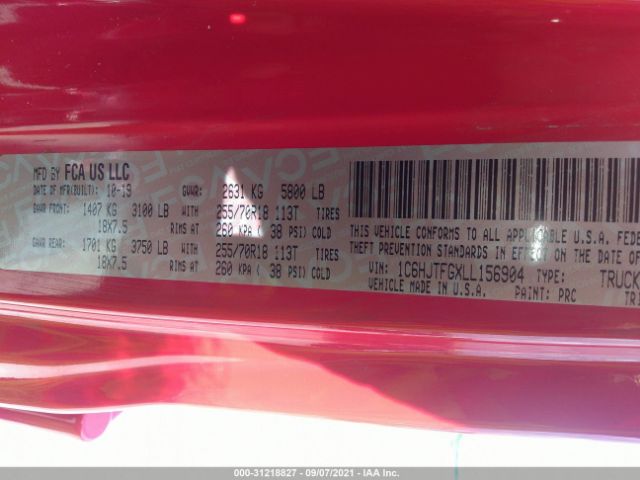 MFD BY FCA US LLC
DATE OF MFR(BUILT): 10-19 GVWR: 2631 KG 5800 LB
GAWR FRONT: 1407 KG 3100 LB WITH 255/70R18 113T TIRES
18X7.5 RIMS AT 260 KPA ( 38 PSI) COLD
GAWR REAR: 1701 KG 3750 LB WITH 255/70R18 113T TIRES
18X7.5 RIMS AT 260 KPA ( 38 PSI) COLD
THIS VEHICLE CONFORMS TO ALL APPLICABLE U.S.A.
THEFT PREVENTION STANDARDS IN EFFECT ON THE DATE OF
VIN: 1C6HJTFGXLL156904 TYPE: TRUCK
VEHICLE MADE IN U.S.A. PAINT: PRC
000-31218827 - 09/07/2021 - IAA Inc.